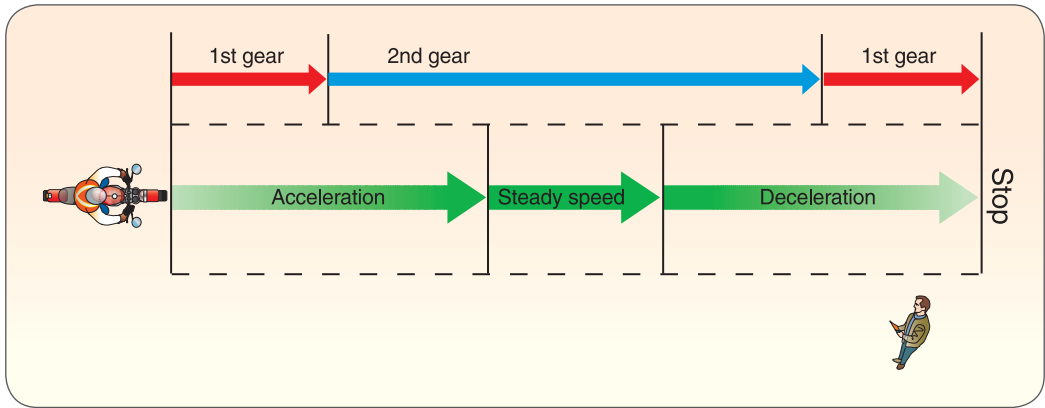 1st gear
2nd gear
1st gear
Acceleration
Steady speed
Deceleration
Stop